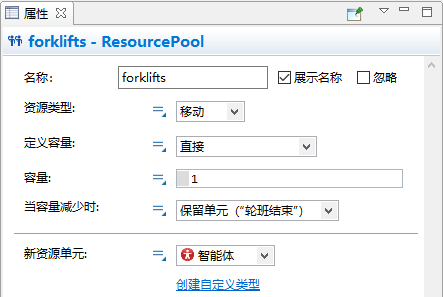 属性
forklifts - ResourcePool
名称: forklifts 展示名称 忽略
资源类型: 移动
定义容量: 直接
容量: 1
当容量减少时: 保留单元（“轮班结束”）
新资源单元: 智能体
创建自定义类型